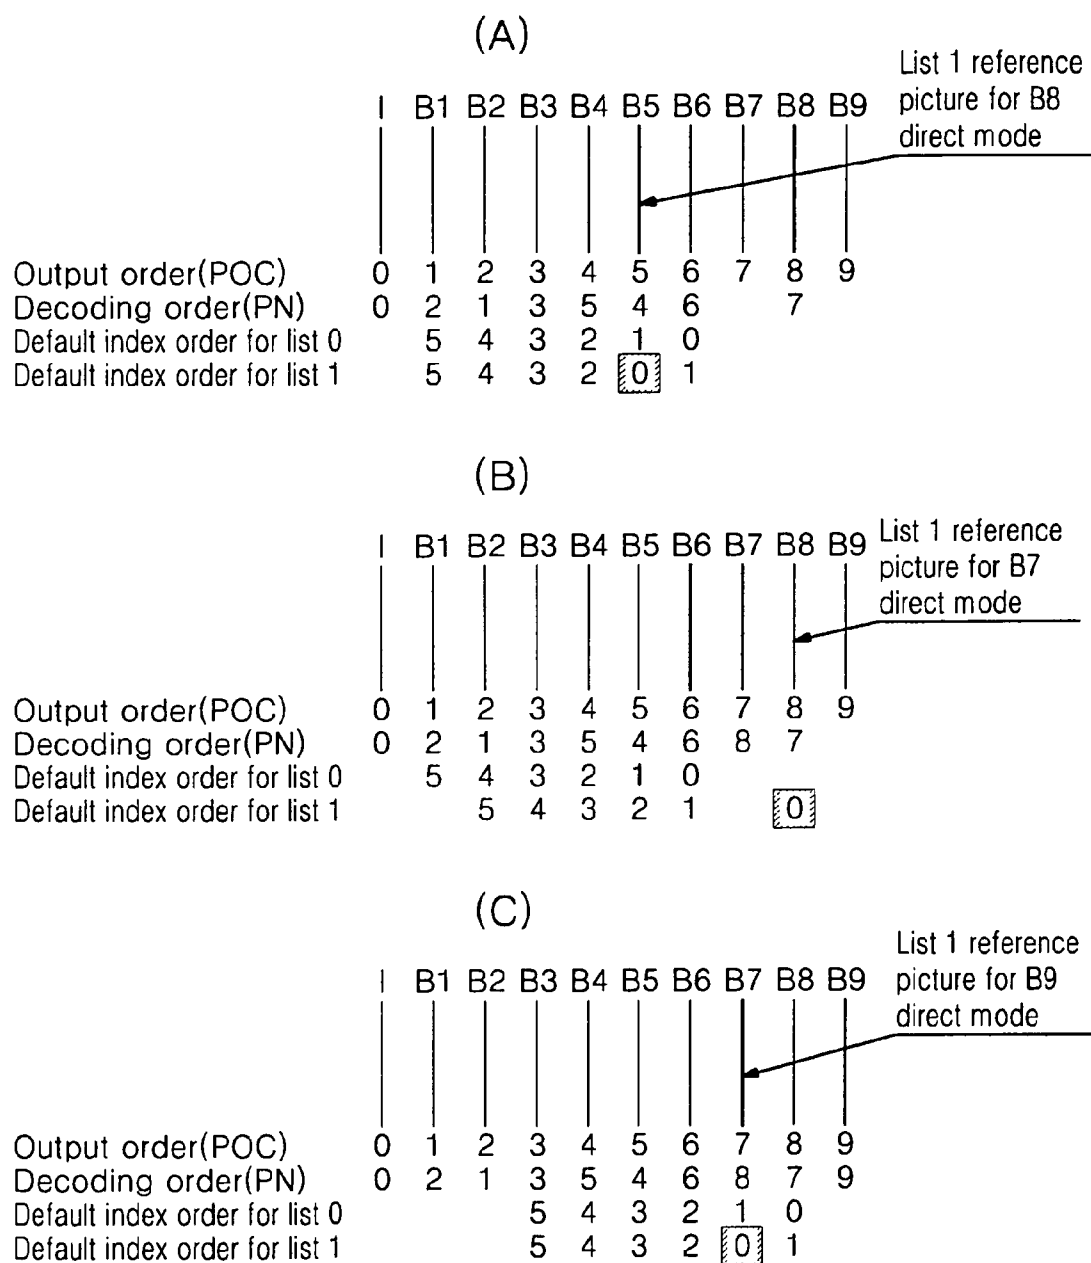 (A)
List 1 reference
picture for B8
direct mode
I B1 B2 B3 B4 B5 B6 B7 B8 B9
Output order(POC) 0 1 2 3 4 5 6 7 8 9
Decoding order(PN) 0 2 1 3 5 4 6 7
Default index order for list 0 5 4 3 2 1 0
Default index order for list 1 5 4 3 2 0 1
(B)
List 1 reference
picture for B7
direct mode
I B1 B2 B3 B4 B5 B6 B7 B8 B9
Output order(POC) 0 1 2 3 4 5 6 7 8 9
Decoding order(PN) 0 2 1 3 5 4 6 8 7
Default index order for list 0 5 4 3 2 1 0
Default index order for list 1 5 4 3 2 1 0
(C)
List 1 reference
picture for B9
direct mode
I B1 B2 B3 B4 B5 B6 B7 B8 B9
Output order(POC) 0 1 2 3 4 5 6 7 8 9
Decoding order(PN) 0 2 1 3 5 4 6 8 7 9
Default index order for list 0 5 4 3 2 1 0
Default index order for list 1 5 4 3 2 0 1